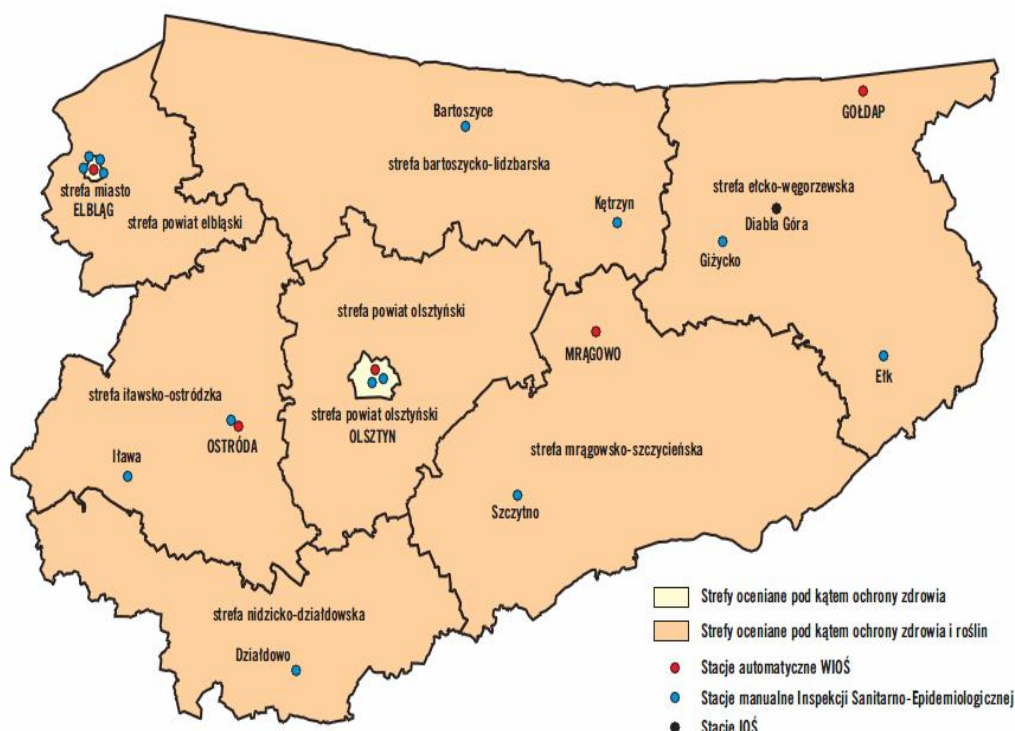 GOŁDAP
Bartoszyce
strefa bartoszycko-lidzbarska
strefa miasto
ELBLĄG
strefa powiat elbląski
strefa ełcko-węgorzewska
Diabla Góra
Kętrzyn
Giżycko
strefa powiat olsztyński
MRĄGOWO
Ełk
strefa iławsko-ostródzka
strefa powiat olsztyński
OLSZTYN
OSTRÓDA
Iława
strefa mrągowsko-szczycieńska
Szczytno
strefa nidzicko-działdowska
Działdowo
Strefy oceniane pod kątem ochrony zdrowia
Strefy oceniane pod kątem ochrony zdrowia i roślin
Stacje automatyczne WIOŚ
Stacje manualne Inspekcji Sanitarno-Epidemiologicznej
Stacje IOŚ